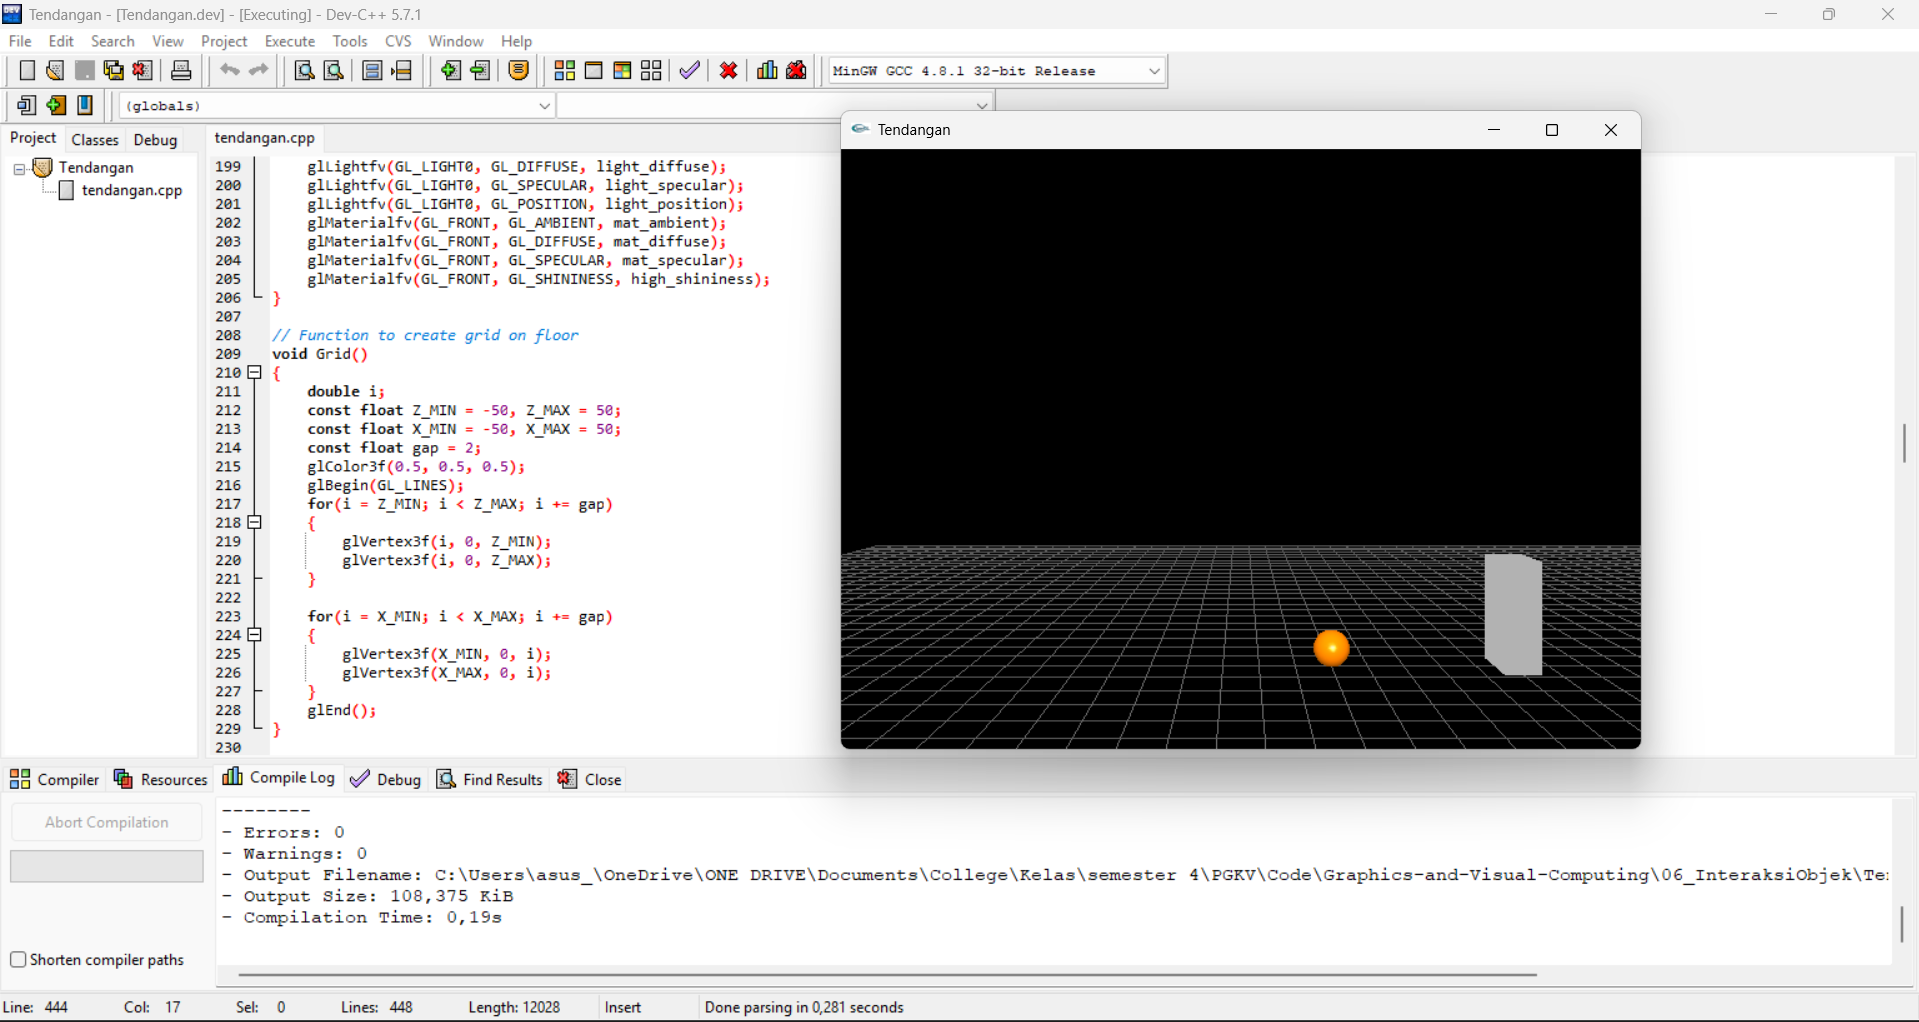 Tendangan - [Tendangan.dev] - [Executing] - Dev-C++ 5.7.1
File Edit Search View Project Execute Tools CVS Window Help
MinGW GCC 4.8.1 32-bit Release
(globals)
Tendangan
Project Classes Debug
tendangan.cpp
Tendangan
tendangan.cpp
199 glLightfv(GL_LIGHT0, GL_DIFFUSE, light_diffuse);
200 glLightfv(GL_LIGHT0, GL_SPECULAR, light_specular);
201 glLightfv(GL_LIGHT0, GL_POSITION, light_position);
202 glMaterialfv(GL_FRONT, GL_AMBIENT, mat_ambient);
203 glMaterialfv(GL_FRONT, GL_DIFFUSE, mat_diffuse);
204 glMaterialfv(GL_FRONT, GL_SPECULAR, mat_specular);
205 glMaterialfv(GL_FRONT, GL_SHININESS, high_shininess);
206 }
207
208 // Function to create grid on floor
209 void Grid()
210 {
211 double i;
212 const float Z_MIN = -50, Z_MAX = 50;
213 const float X_MIN = -50, X_MAX = 50;
214 const float gap = 2;
215 glColor3f(0.5, 0.5, 0.5);
216 glBegin(GL_LINES);
217 for(i = Z_MIN; i < Z_MAX; i += gap)
218 {
219 glVertex3f(i, 0, Z_MIN);
220 glVertex3f(i, 0, Z_MAX);
221 }
222
223 for(i = X_MIN; i < X_MAX; i += gap)
224 {
225 glVertex3f(X_MIN, 0, i);
226 glVertex3f(X_MAX, 0, i);
227 }
228 glEnd();
229 }
230
Compiler Resources Compile Log Debug Find Results Close
Abort Compilation
Shorten compiler paths
--------
- Errors: 0
- Warnings: 0
- Output Filename: C:\Users\asus_\OneDrive\ONE DRIVE\Documents\College\Kelas\semester 4\PGKV\Code\Graphics-and-Visual-Computing\06_InteraksiObjek\Te
- Output Size: 108,375 KiB
- Compilation Time: 0,19s
Line: 444 Col: 17 Sel: 0 Lines: 448 Length: 12028 Insert Done parsing in 0,281 seconds